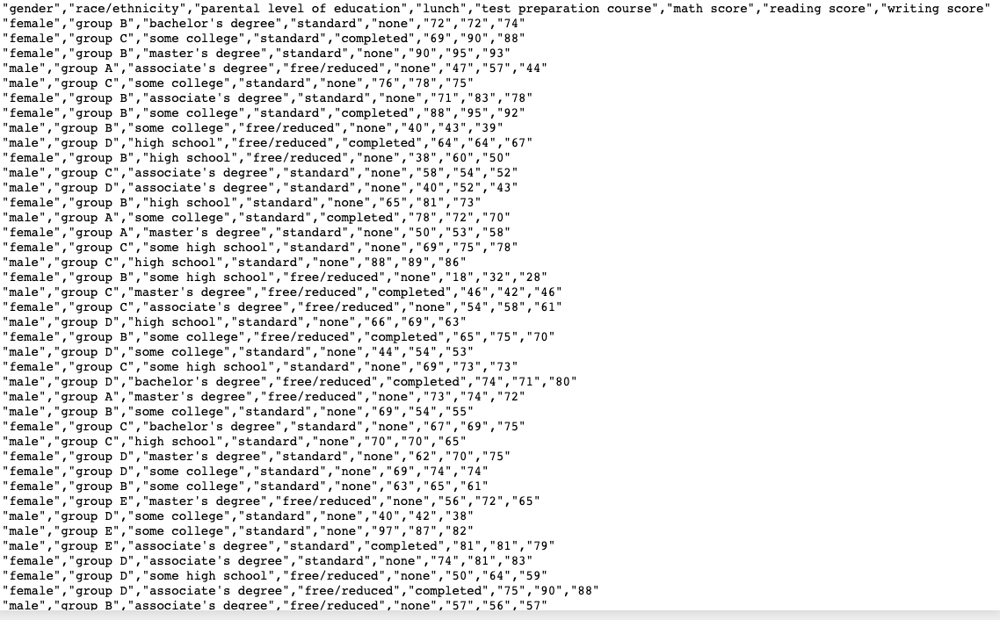 "gender","race/ethnicity","parental level of education","lunch","test preparation course","math score","reading score","writing score"
"female","group B","bachelor's degree","standard","none","72","72","74"
"female","group C","some college","standard","completed","69","90","88"
"female","group B","master's degree","standard","none","90","95","93"
"male","group A","associate's degree","free/reduced","none","47","57","44"
"male","group C","some college","standard","none","76","78","75"
"female","group B","associate's degree","standard","none","71","83","78"
"female","group B","some college","standard","completed","88","95","92"
"male","group B","some college","free/reduced","none","40","43","39"
"male","group D","high school","free/reduced","completed","64","64","67"
"female","group B","high school","free/reduced","none","38","60","50"
"male","group C","associate's degree","standard","none","58","54","52"
"male","group D","associate's degree","standard","none","40","52","43"
"female","group B","high school","standard","none","65","81","73"
"male","group A","some college","standard","completed","78","72","70"
"female","group A","master's degree","standard","none","50","53","58"
"female","group C","some high school","standard","none","69","75","78"
"male","group C","high school","standard","none","88","89","86"
"female","group B","some high school","free/reduced","none","18","32","28"
"male","group C","master's degree","free/reduced","completed","46","42","46"
"female","group C","associate's degree","free/reduced","none","54","58","61"
"male","group D","high school","standard","none","66","69","63"
"female","group B","some college","free/reduced","completed","65","75","70"
"male","group D","some college","standard","none","44","54","53"
"female","group C","some high school","standard","none","69","73","73"
"male","group D","bachelor's degree","free/reduced","completed","74","71","80"
"male","group A","master's degree","free/reduced","none","73","74","72"
"male","group B","some college","standard","none","69","54","55"
"female","group C","bachelor's degree","standard","none","67","69","75"
"male","group C","high school","standard","none","70","70","65"
"female","group D","master's degree","standard","none","62","70","75"
"female","group D","some college","standard","none","69","74","74"
"female","group B","some college","standard","none","63","65","61"
"female","group E","master's degree","free/reduced","none","56","72","65"
"male","group D","some college","standard","none","40","42","38"
"male","group E","some college","standard","none","97","87","82"
"male","group E","associate's degree","standard","completed","81","81","79"
"female","group D","associate's degree","standard","none","74","81","83"
"female","group D","some high school","free/reduced","none","50","64","59"
"female","group D","associate's degree","free/reduced","completed","75","90","88"
"male","group B","associate's degree","free/reduced","none","57","56","57"